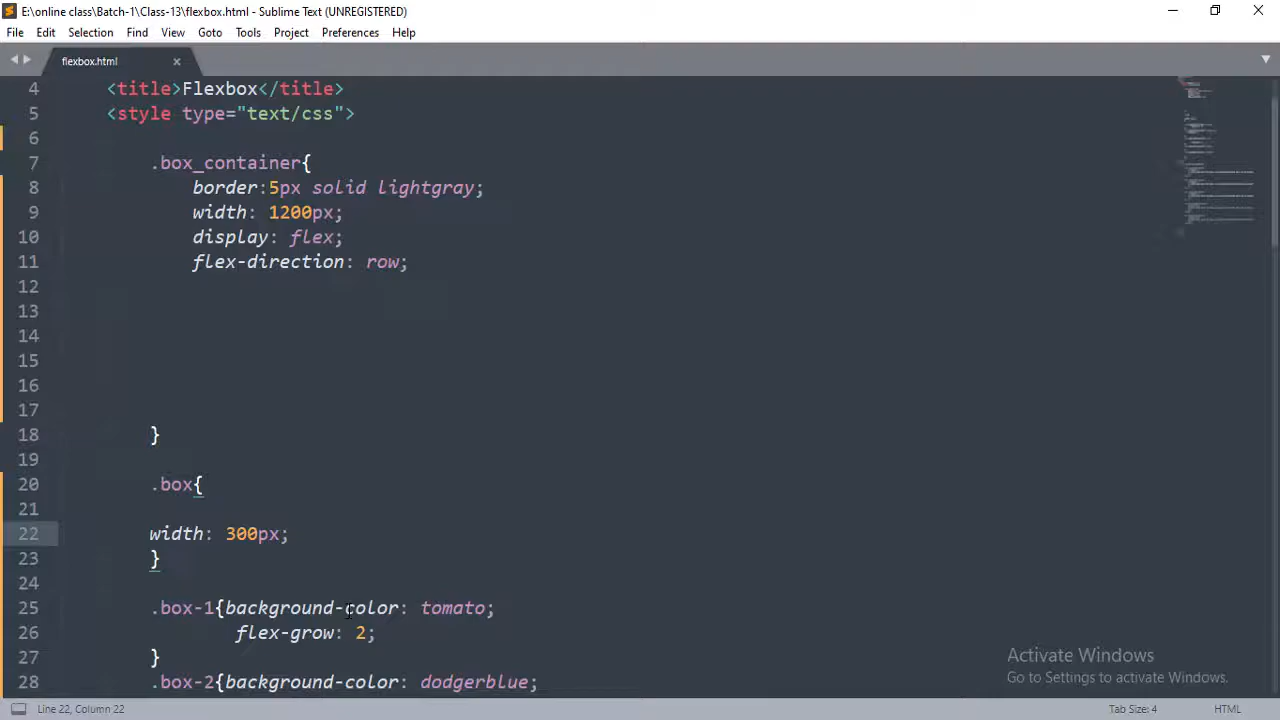 E:\online class\Batch-1\Class-13\flexbox.html - Sublime Text (UNREGISTERED)
File Edit Selection Find View Goto Tools Project Preferences Help
flexbox.html ×
4 <title>Flexbox</title>
5 <style type="text/css">
6
7 .box_container{
8 border:5px solid lightgray;
9 width: 1200px;
10 display: flex;
11 flex-direction: row;
12
13
14
15
16
17
18 }
19
20 .box{
21
22 width: 300px;
23 }
24
25 .box-1{background-color: tomato;
26 flex-grow: 2;
27 }
28 .box-2{background-color: dodgerblue;
Activate Windows
Go to Settings to activate Windows.
Line 22, Column 22 Tab Size: 4 HTML